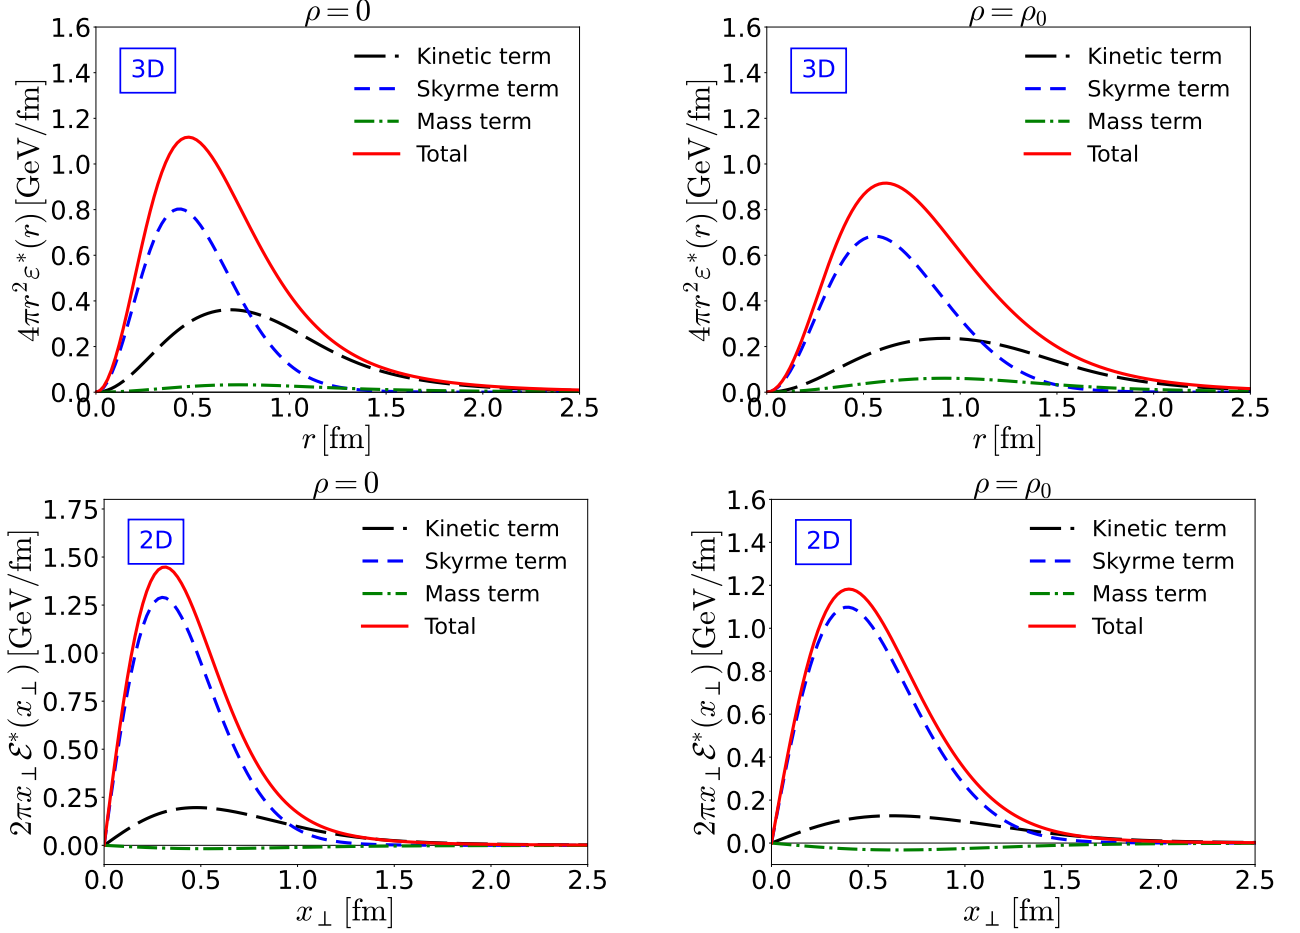 ρ = 0
3D
Kinetic term
Skyrme term
Mass term
Total
1.6
1.4
1.2
1.0
0.8
0.6
0.4
0.2
0.0
4πr²ε*(r) [GeV/fm]
0.0 0.5 1.0 1.5 2.0 2.5
r [fm]
ρ = ρ₀
3D
Kinetic term
Skyrme term
Mass term
Total
1.6
1.4
1.2
1.0
0.8
0.6
0.4
0.2
0.0
4πr²ε*(r) [GeV/fm]
0.0 0.5 1.0 1.5 2.0 2.5
r [fm]
ρ = 0
2D
Kinetic term
Skyrme term
Mass term
Total
1.75
1.50
1.25
1.00
0.75
0.50
0.25
0.00
2πx⊥ℰ*(x⊥) [GeV/fm]
0.0 0.5 1.0 1.5 2.0 2.5
x⊥ [fm]
ρ = ρ₀
2D
Kinetic term
Skyrme term
Mass term
Total
1.6
1.4
1.2
1.0
0.8
0.6
0.4
0.2
0.0
2πx⊥ℰ*(x⊥) [GeV/fm]
0.0 0.5 1.0 1.5 2.0 2.5
x⊥ [fm]